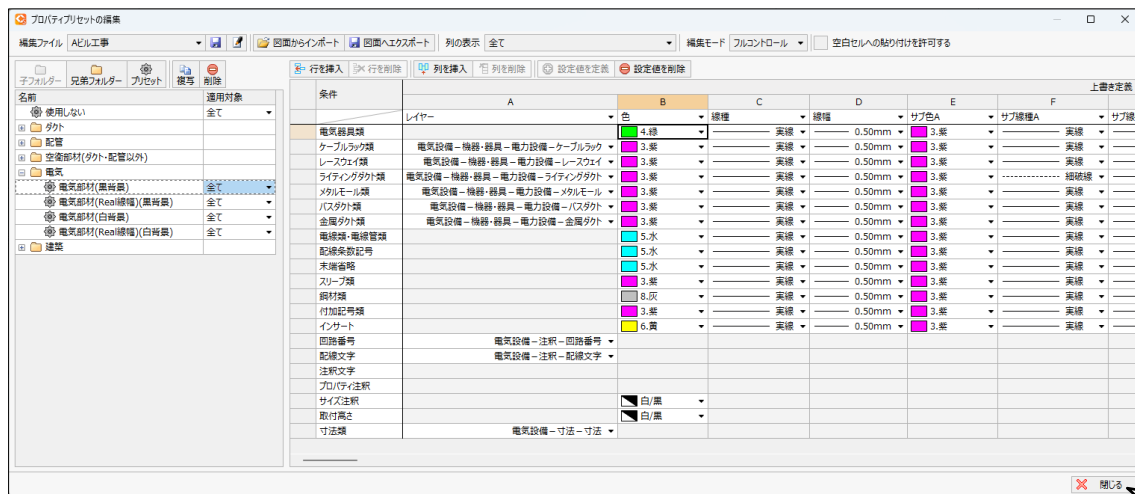 プロパティプリセットの編集
編集ファイル Aビル工事 図面からインポート 図面へエクスポート 列の表示 全て 編集モード フルコントロール 空白セルへの貼り付けを許可する
子フォルダー 兄弟フォルダー プリセット 複写 削除
名前 適用対象
使用しない 全て
ダクト
配管
空衛部材(ダクト・配管以外)
電気
電気部材(黒背景) 全て
電気部材(Real線幅)(黒背景) 全て
電気部材(白背景) 全て
電気部材(Real線幅)(白背景) 全て
建築
行を挿入 行を削除 列を挿入 列を削除 設定値を定義 設定値を削除
条件 上書き定義
A B C D E F
レイヤー 色 線種 線幅 サブ色A サブ線種A サブ線
電気器具類 4.緑 実線 0.50mm 3.紫 実線
ケーブルラック類 電気設備－機器・器具－電力設備－ケーブルラック 3.紫 実線 0.50mm 3.紫 実線
レースウェイ類 電気設備－機器・器具－電力設備－レースウェイ 3.紫 実線 0.50mm 3.紫 実線
ライティングダクト類 電気設備－機器・器具－電力設備－ライティングダクト 3.紫 実線 0.50mm 3.紫 細破線
メタルモール類 電気設備－機器・器具－電力設備－メタルモール 3.紫 実線 0.50mm 3.紫 実線
バスダクト類 電気設備－機器・器具－電力設備－バスダクト 3.紫 実線 0.50mm 3.紫 実線
金属ダクト類 電気設備－機器・器具－電力設備－金属ダクト 3.紫 実線 0.50mm 3.紫 実線
電線類・電線管類 5.水 実線 0.50mm 3.紫 実線
配線条数記号 5.水 実線 0.50mm 3.紫 実線
末端省略 5.水 実線 0.50mm 3.紫 実線
スリーブ類 3.紫 実線 0.50mm 3.紫 実線
鋼材類 8.灰 実線 0.50mm 3.紫 実線
付加記号類 3.紫 実線 0.50mm 3.紫 実線
インサート 6.黄 実線 0.50mm 3.紫 実線
回路番号 電気設備－注釈－回路番号
配線文字 電気設備－注釈－配線文字
注釈文字
プロパティ注釈
サイズ注釈 白/黒
取付高さ 白/黒
寸法類 電気設備－寸法－寸法
閉じる